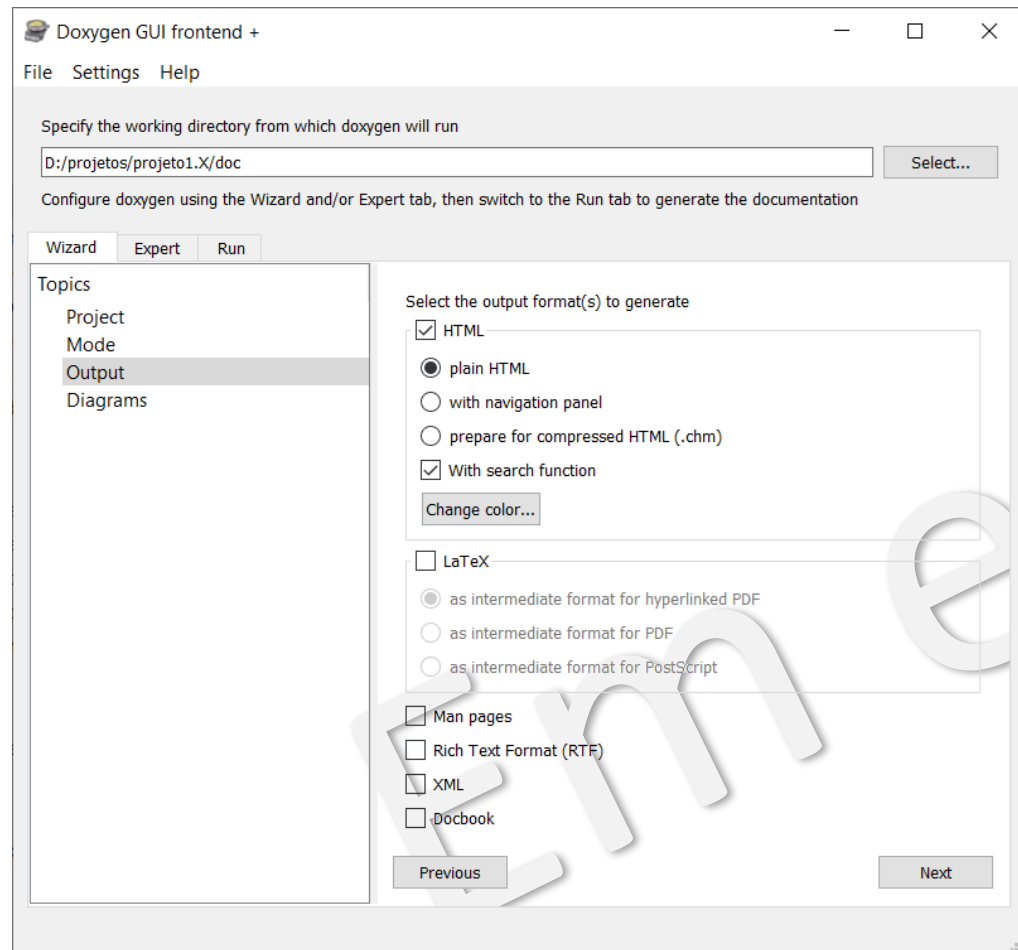 Doxygen GUI frontend +
File Settings Help
Specify the working directory from which doxygen will run
D:/projetos/projeto1.X/doc
Select...
Configure doxygen using the Wizard and/or Expert tab, then switch to the Run tab to generate the documentation
Wizard Expert Run
Topics
Project
Mode
Output
Diagrams
Select the output format(s) to generate
HTML
plain HTML
with navigation panel
prepare for compressed HTML (.chm)
With search function
Change color...
LaTeX
as intermediate format for hyperlinked PDF
as intermediate format for PDF
as intermediate format for PostScript
Man pages
Rich Text Format (RTF)
XML
Docbook
Previous
Next
Eme